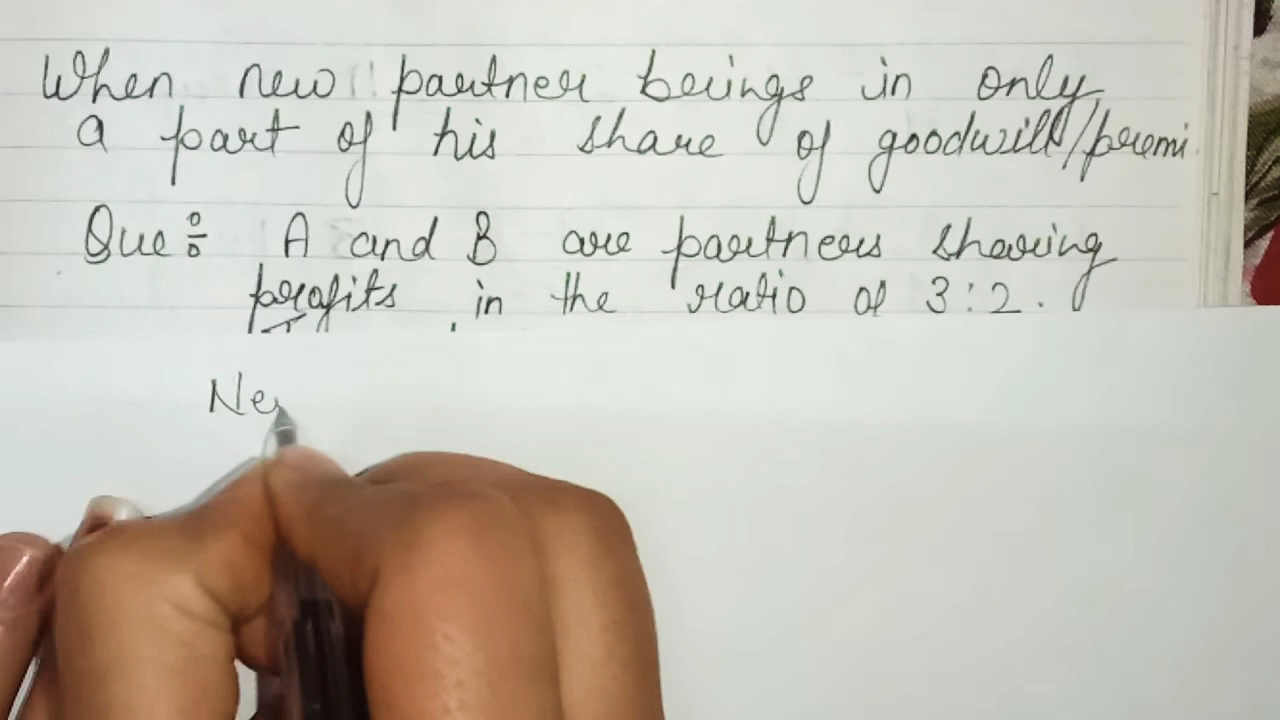 When new partner brings in only
a part of his share of goodwill/premi
Que: A and B are partners sharing
profits in the ratio of 3:2.
Ne